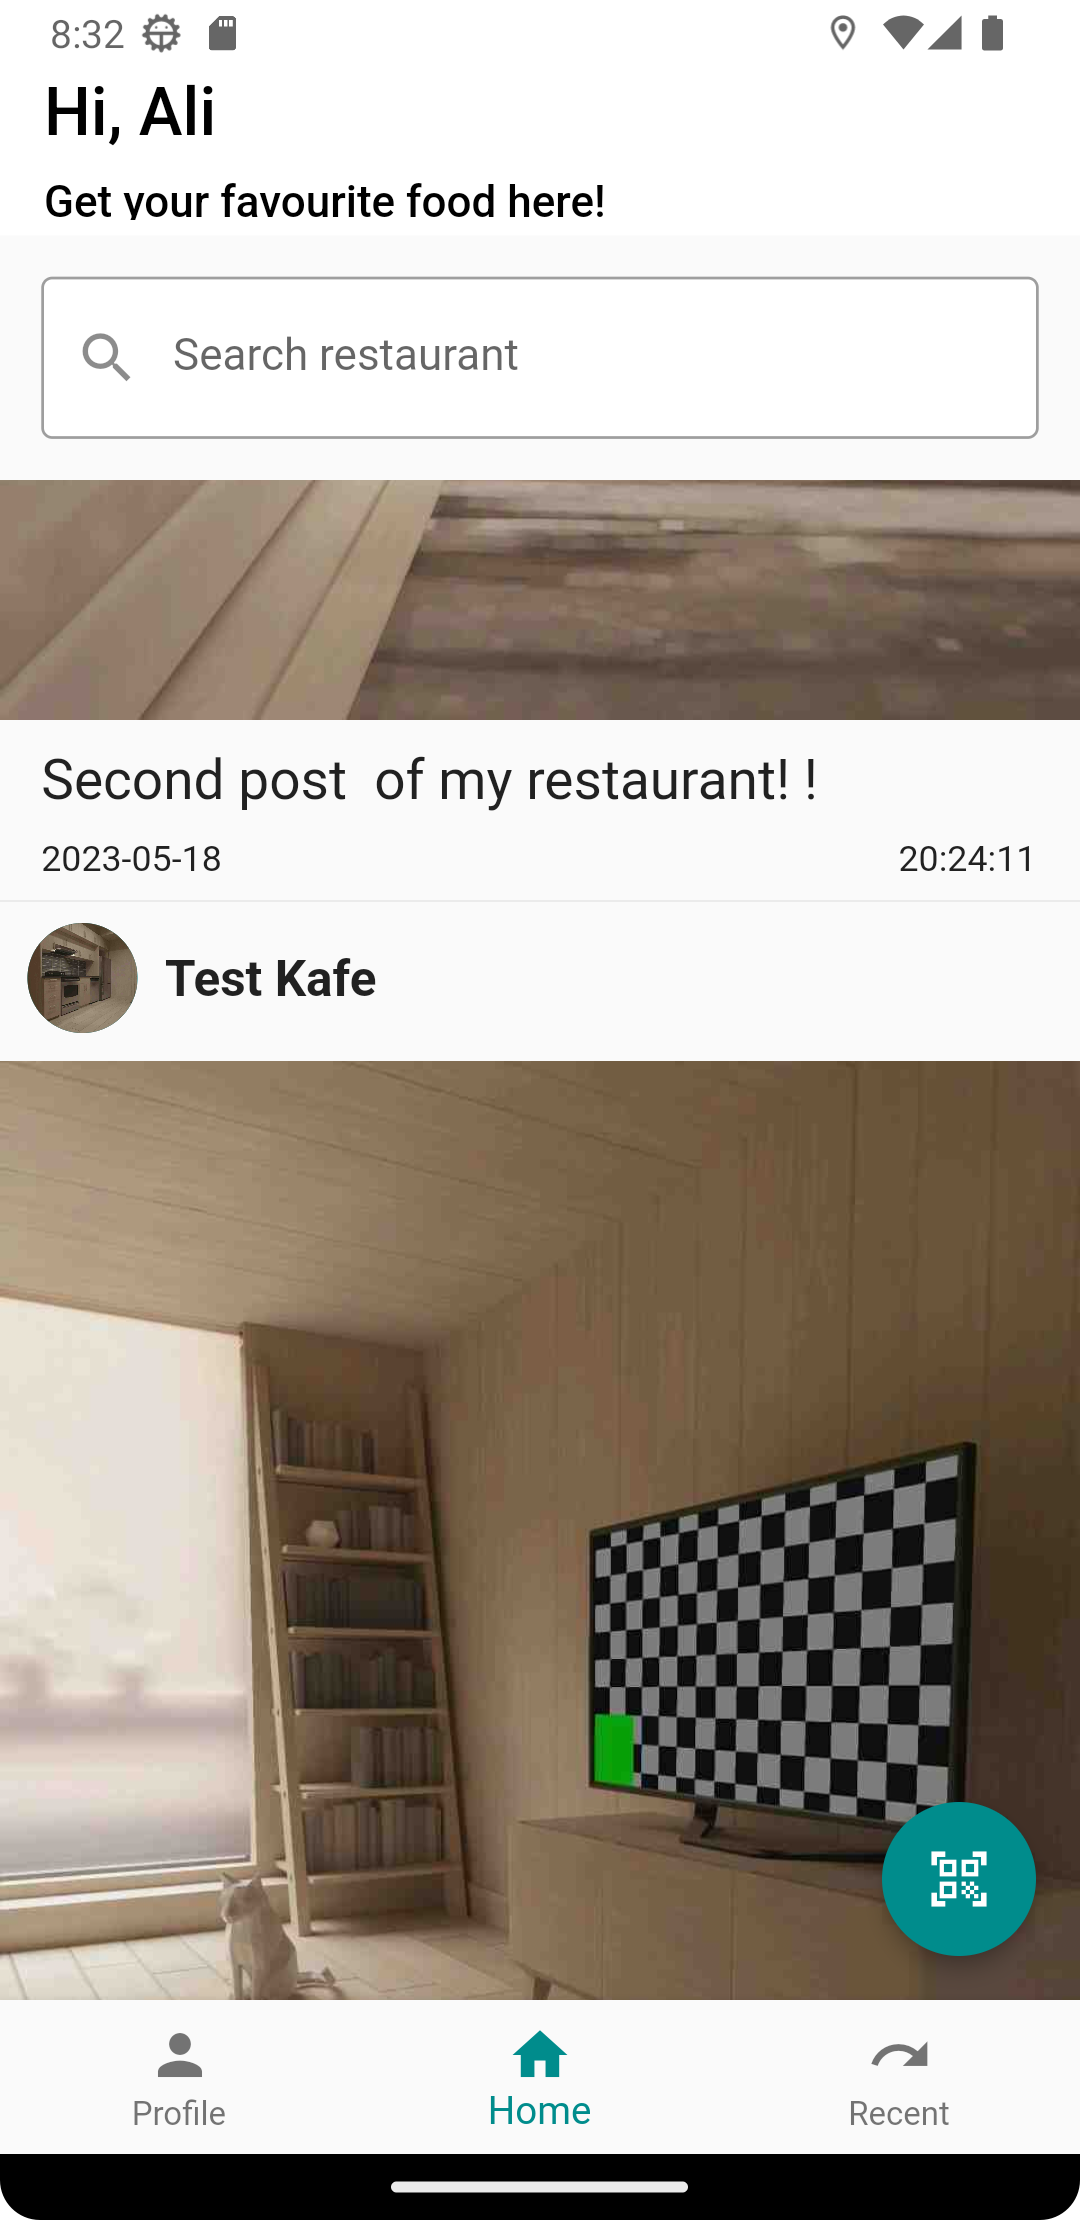 8:32
Hi, Ali
Get your favourite food here!
Search restaurant
Second post  of my restaurant! !
2023-05-18 20:24:11
Test Kafe
Profile Home Recent